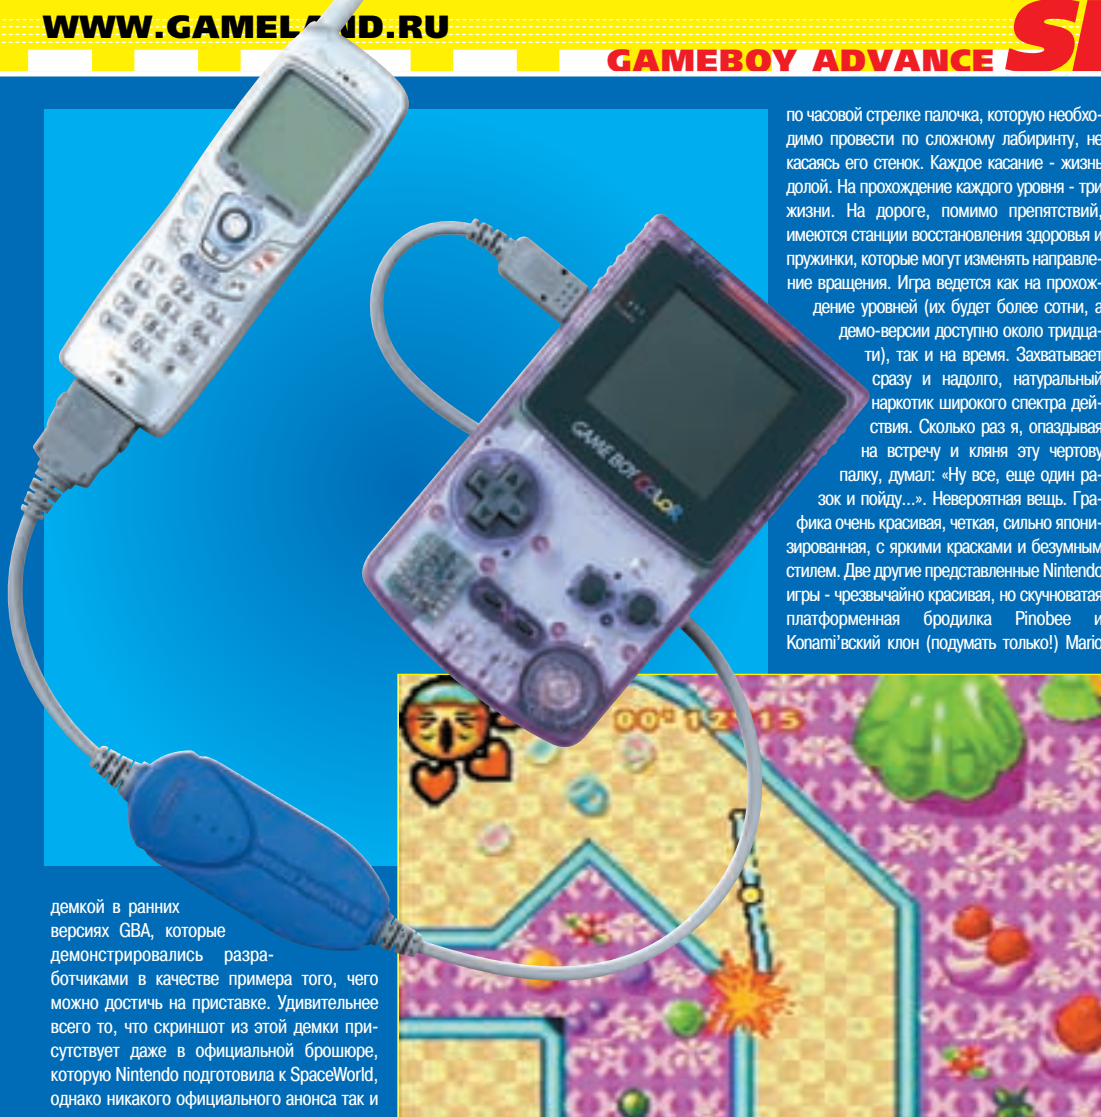 WWW.GAMELAND.RU
GAMEBOY ADVANCE
по часовой стрелке палочка, которую необхо-
димо провести по сложному лабиринту, не
касаясь его стенок. Каждое касание - жизнь
долой. На прохождение каждого уровня - три
жизни. На дороге, помимо препятствий,
имеются станции восстановления здоровья и
пружинки, которые могут изменять направле-
ние вращения. Игра ведется как на прохож-
дение уровней (их будет более сотни, а
демо-версии доступно около тридца-
ти), так и на время. Захватывает
сразу и надолго, натуральный
наркотик широкого спектра дей-
ствия. Сколько раз я, опаздывая
на встречу и кляня эту чертову
палку, думал: «Ну все, еще один ра-
зок и пойду...». Невероятная вещь. Гра-
фика очень красивая, четкая, сильно япони-
зированная, с яркими красками и безумным
стилем. Две другие представленные Nintendo
игры - чрезвычайно красивая, но скучноватая
платформенная бродилка Pinobee и
Konami'вский клон (подумать только!) Mario
GAME BOY COLOR
00"12"15
демкой в ранних
версиях GBA, которые
демонстрировались разра-
ботчиками в качестве примера того, чего
можно достичь на приставке. Удивительнее
всего то, что скриншот из этой демки при-
сутствует даже в официальной брошюре,
которую Nintendo подготовила к SpaceWorld,
однако никакого официального анонса так и